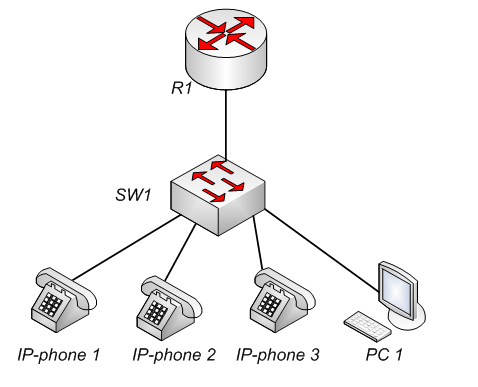 R1
SW1
IP-phone 1
IP-phone 2
IP-phone 3
PC 1